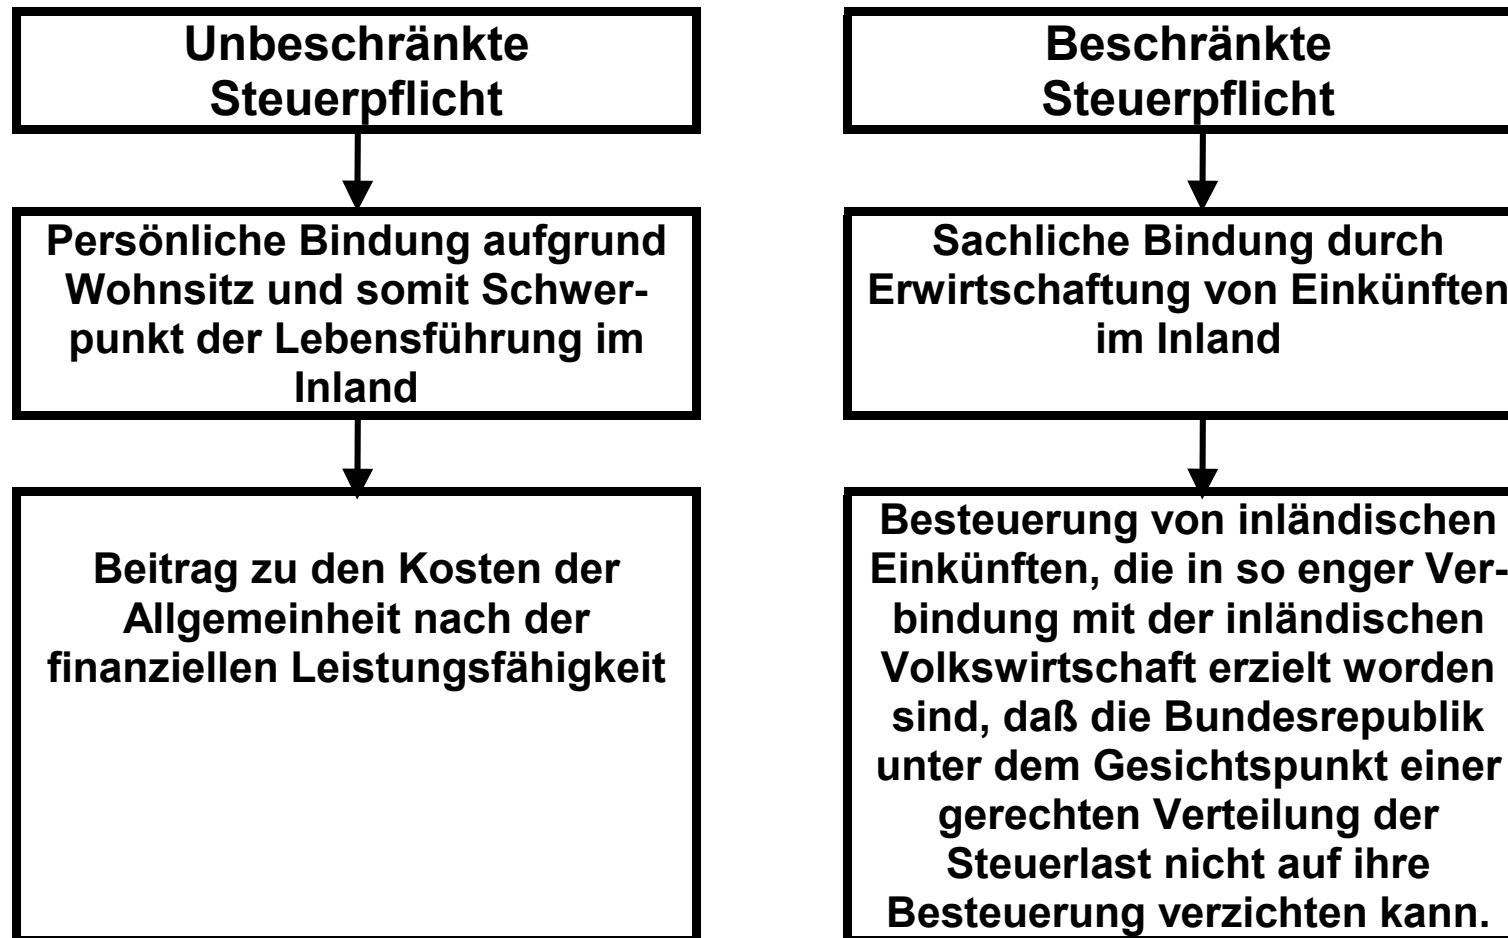 Unbeschränkte
Steuerpflicht
Persönliche Bindung aufgrund
Wohnsitz und somit Schwer-
punkt der Lebensführung im
Inland
Beitrag zu den Kosten der
Allgemeinheit nach der
finanziellen Leistungsfähigkeit
Beschränkte
Steuerpflicht
Sachliche Bindung durch
Erwirtschaftung von Einkünften
im Inland
Besteuerung von inländischen
Einkünften, die in so enger Ver-
bindung mit der inländischen
Volkswirtschaft erzielt worden
sind, daß die Bundesrepublik
unter dem Gesichtspunkt einer
gerechten Verteilung der
Steuerlast nicht auf ihre
Besteuerung verzichten kann.